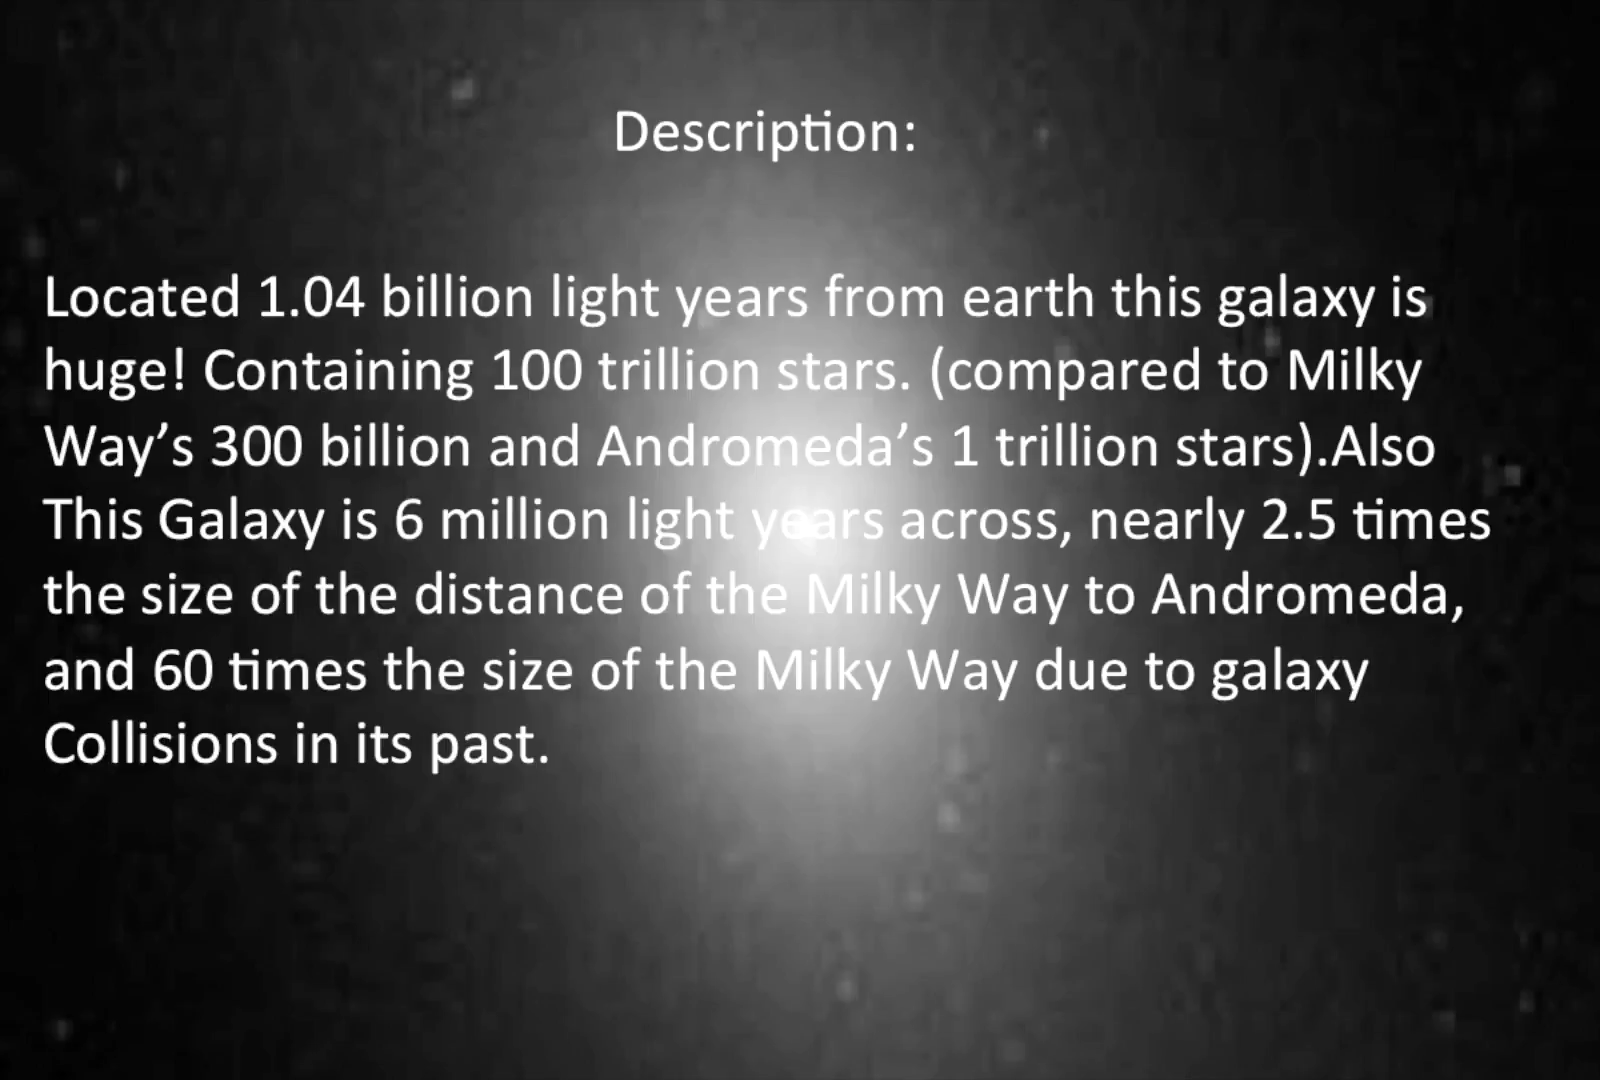 Description:
Located 1.04 billion light years from earth this galaxy is
huge! Containing 100 trillion stars. (compared to Milky
Way’s 300 billion and Andromeda’s 1 trillion stars).Also
This Galaxy is 6 million light years across, nearly 2.5 times
the size of the distance of the Milky Way to Andromeda,
and 60 times the size of the Milky Way due to galaxy
Collisions in its past.